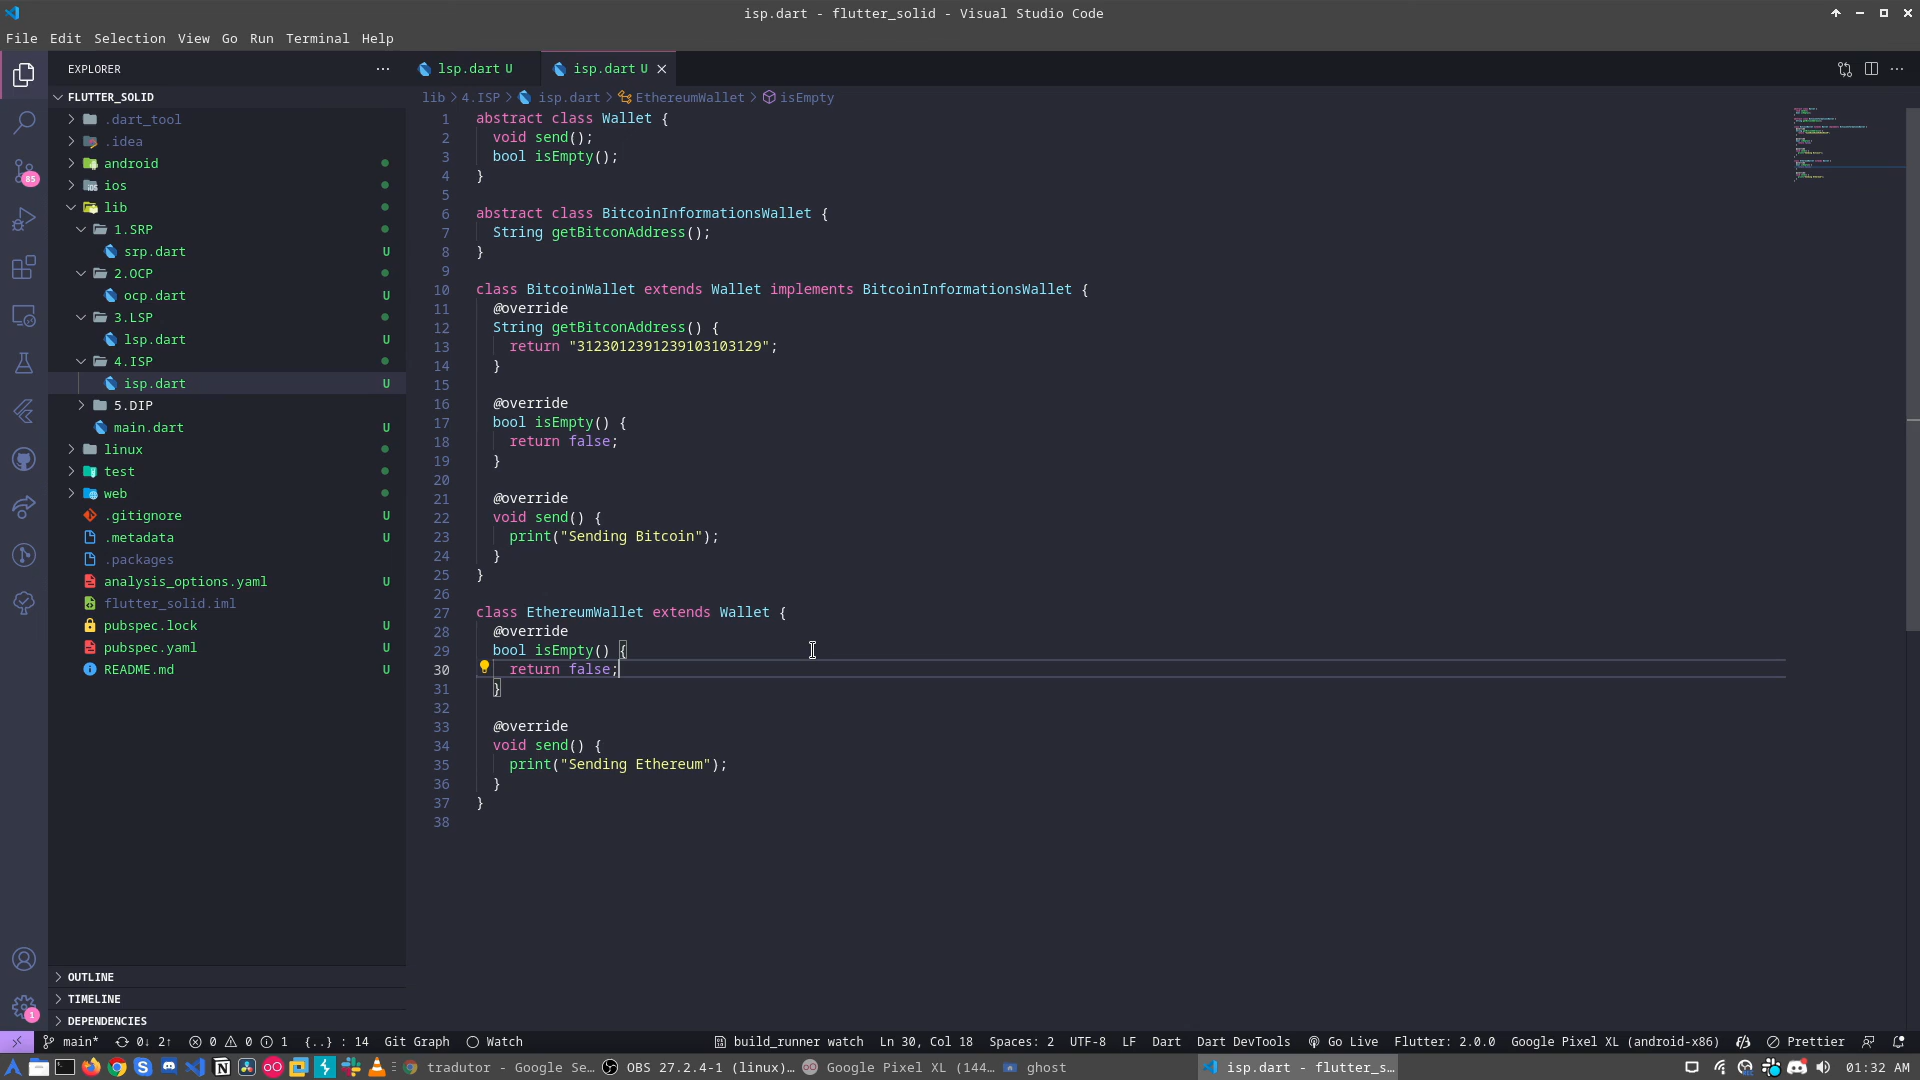 isp.dart - flutter_solid - Visual Studio Code
File Edit Selection View Go Run Terminal Help
EXPLORER
lsp.dart U
isp.dart U
FLUTTER_SOLID
lib > 4.ISP > isp.dart > EthereumWallet > isEmpty
.dart_tool
.idea
android
ios
lib
1.SRP
srp.dart U
2.OCP
ocp.dart U
3.LSP
lsp.dart U
4.ISP
isp.dart U
5.DIP
main.dart U
linux
test
web
.gitignore U
.metadata U
.packages
analysis_options.yaml U
flutter_solid.iml
pubspec.lock U
pubspec.yaml U
README.md U
OUTLINE
TIMELINE
DEPENDENCIES
85
1
1 abstract class Wallet {
2 void send();
3 bool isEmpty();
4 }
5
6 abstract class BitcoinInformationsWallet {
7 String getBitconAddress();
8 }
9
10 class BitcoinWallet extends Wallet implements BitcoinInformationsWallet {
11 @override
12 String getBitconAddress() {
13 return "3123012391239103103129";
14 }
15
16 @override
17 bool isEmpty() {
18 return false;
19 }
20
21 @override
22 void send() {
23 print("Sending Bitcoin");
24 }
25 }
26
27 class EthereumWallet extends Wallet {
28 @override
29 bool isEmpty() {
30 return false;
31 }
32
33 @override
34 void send() {
35 print("Sending Ethereum");
36 }
37 }
38
main* 0↓ 2↑ 0 0 1 {..} : 14 Git Graph Watch build_runner watch Ln 30, Col 18 Spaces: 2 UTF-8 LF Dart Dart DevTools Go Live Flutter: 2.0.0 Google Pixel XL (android-x86) Prettier
tradutor - Google Se... OBS 27.2.4-1 (linux)... Google Pixel XL (144... ghost isp.dart - flutter_s... 01:32 AM